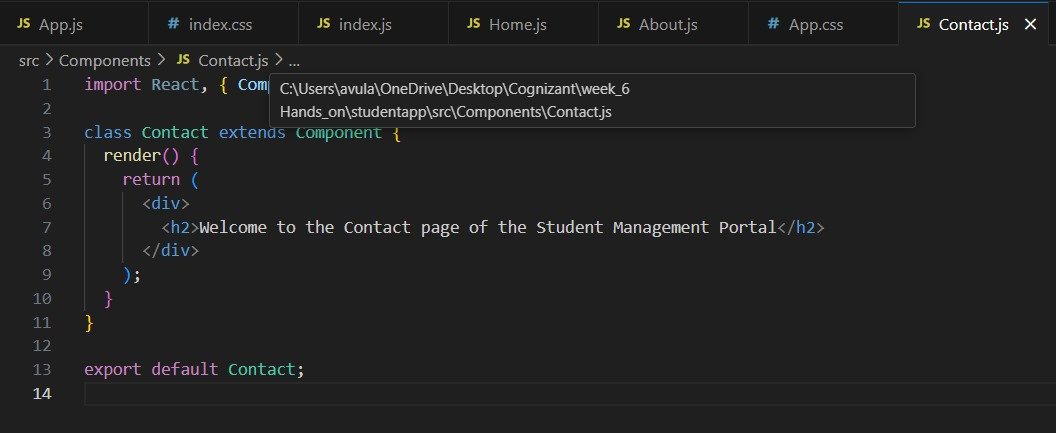 JS App.js # index.css JS index.js JS Home.js JS About.js # App.css JS Contact.js ×
src > Components > JS Contact.js > ...
1 import React, {
C:\Users\avula\OneDrive\Desktop\Cognizant\week_6
Hands_on\studentapp\src\Components\Contact.js
2
3 class Contact extends Component {
4 render() {
5 return (
6 <div>
7 <h2>Welcome to the Contact page of the Student Management Portal</h2>
8 </div>
9 );
10 }
11 }
12
13 export default Contact;
14